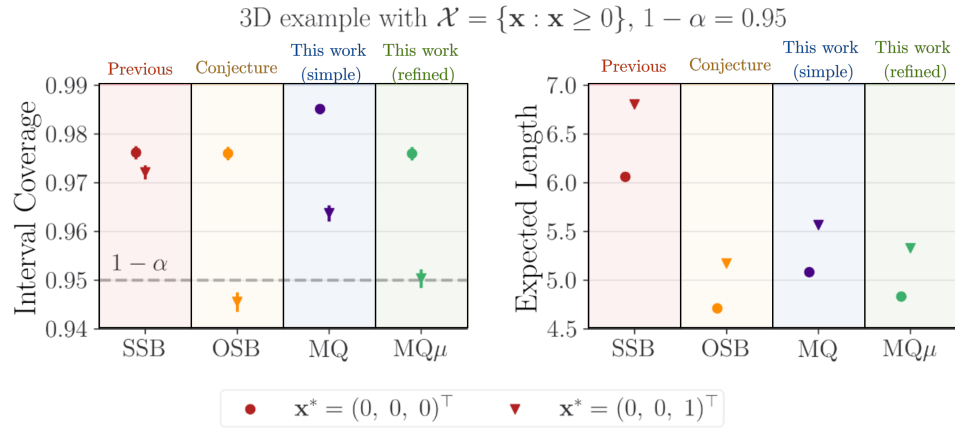 3D example with 𝒳 = {𝐱 : 𝐱 ≥ 0}, 1 − α = 0.95
Previous
Conjecture
This work
(simple)
This work
(refined)
Interval Coverage
0.99
0.98
0.97
0.96
0.95
0.94
1 − α
SSB
OSB
MQ
MQμ
Previous
Conjecture
This work
(simple)
This work
(refined)
Expected Length
7.0
6.5
6.0
5.5
5.0
4.5
SSB
OSB
MQ
MQμ
𝐱* = (0, 0, 0)⊤
𝐱* = (0, 0, 1)⊤